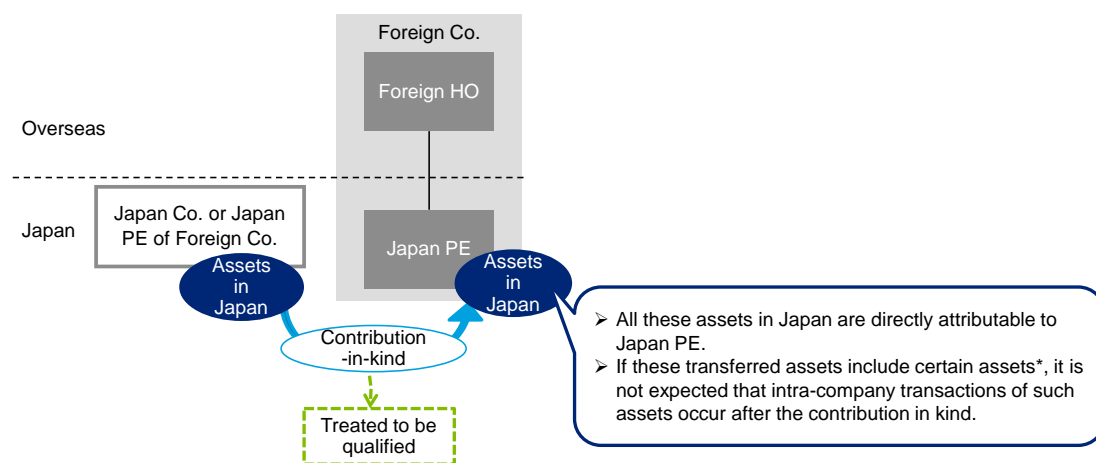 Foreign Co.
Foreign HO
Overseas
Japan
Japan Co. or Japan
PE of Foreign Co.
Assets
in
Japan
Japan PE
Assets
in
Japan
Contribution
-in-kind
Treated to be
qualified
➢ All these assets in Japan are directly attributable to
Japan PE.
➢ If these transferred assets include certain assets*, it is
not expected that intra-company transactions of such
assets occur after the contribution in kind.